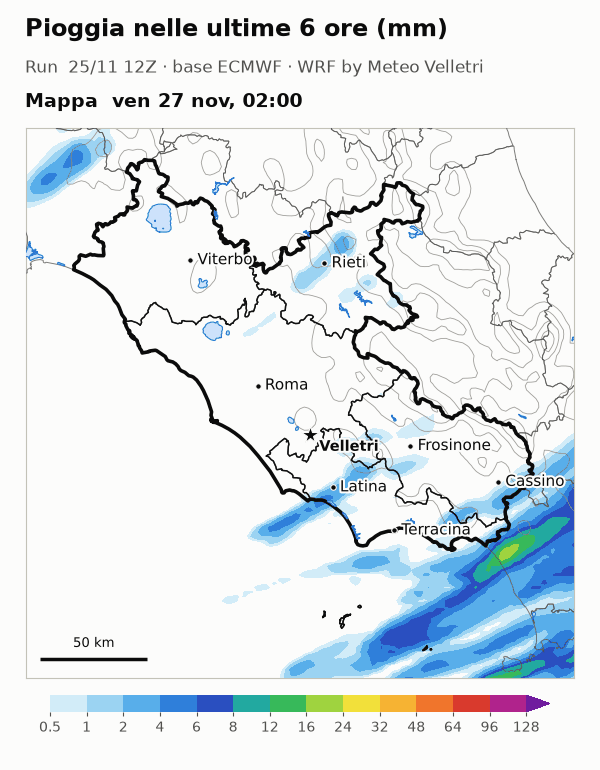 Pioggia nelle ultime 6 ore (mm)
Run  25/11 12Z · base ECMWF · WRF by Meteo Velletri
Mappa  ven 27 nov, 02:00
Viterbo
Rieti
Roma
Velletri
Frosinone
Latina
Cassino
Terracina
50 km
0.5 1 2 4 6 8 12 16 24 32 48 64 96 128